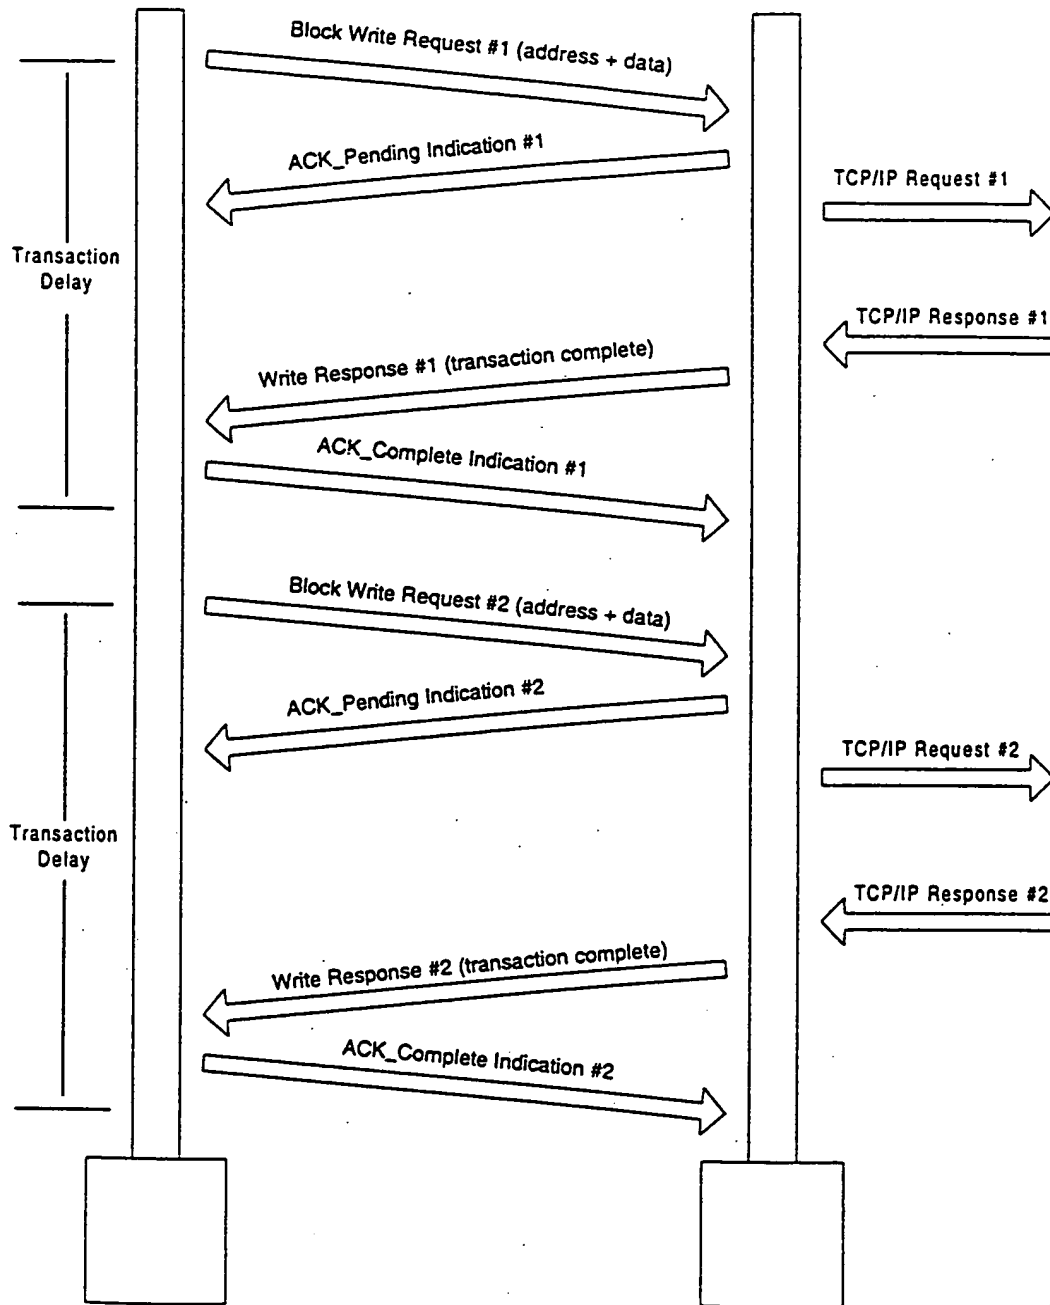 Block Write Request #1 (address + data)
ACK_Pending Indication #1
TCP/IP Request #1
Transaction
Delay
TCP/IP Response #1
Write Response #1 (transaction complete)
ACK_Complete Indication #1
Block Write Request #2 (address + data)
ACK_Pending Indication #2
TCP/IP Request #2
Transaction
Delay
TCP/IP Response #2
Write Response #2 (transaction complete)
ACK_Complete Indication #2